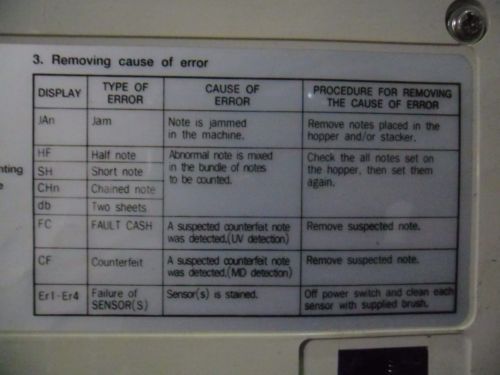 3. Removing cause of error
DISPLAY
TYPE OF
ERROR
CAUSE OF
ERROR
PROCEDURE FOR REMOVING
THE CAUSE OF ERROR
JAn
Jam
Note is jammed
in the machine.
Remove notes placed in the
hopper and/or stacker.
HF
Half note
Abnormal note is mixed
in the bundle of notes
to be counted.
Check the all notes set on
the hopper, then set them
again.
SH
Short note
CHn
Chained note
db
Two sheets
FC
FAULT CASH
A suspected counterfeit note
was detected.(UV detection)
Remove suspected note.
CF
Counterfeit
A suspected counterfeit note
was detected.(MD detection)
Remove suspected note.
Er1-Er4
Failure of
SENSOR(S)
Sensor(s) is stained.
Off power switch and clean each
sensor with supplied brush.